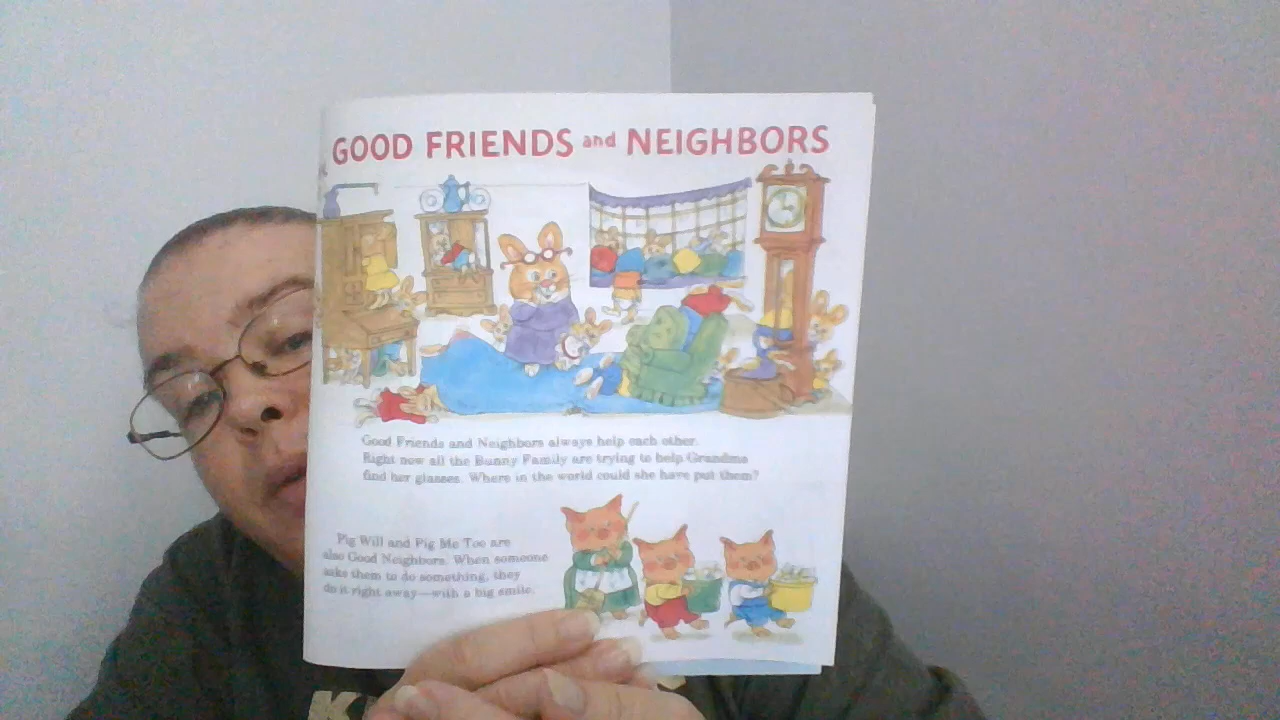 GOOD FRIENDS and NEIGHBORS
Good Friends and Neighbors always help each other.
Right now all the Bunny Family are trying to help Grandma
find her glasses. Where in the world could she have put them?
Pig Will and Pig Me Too are
also Good Neighbors. When someone
asks them to do something, they
do it right away—with a big smile.
K